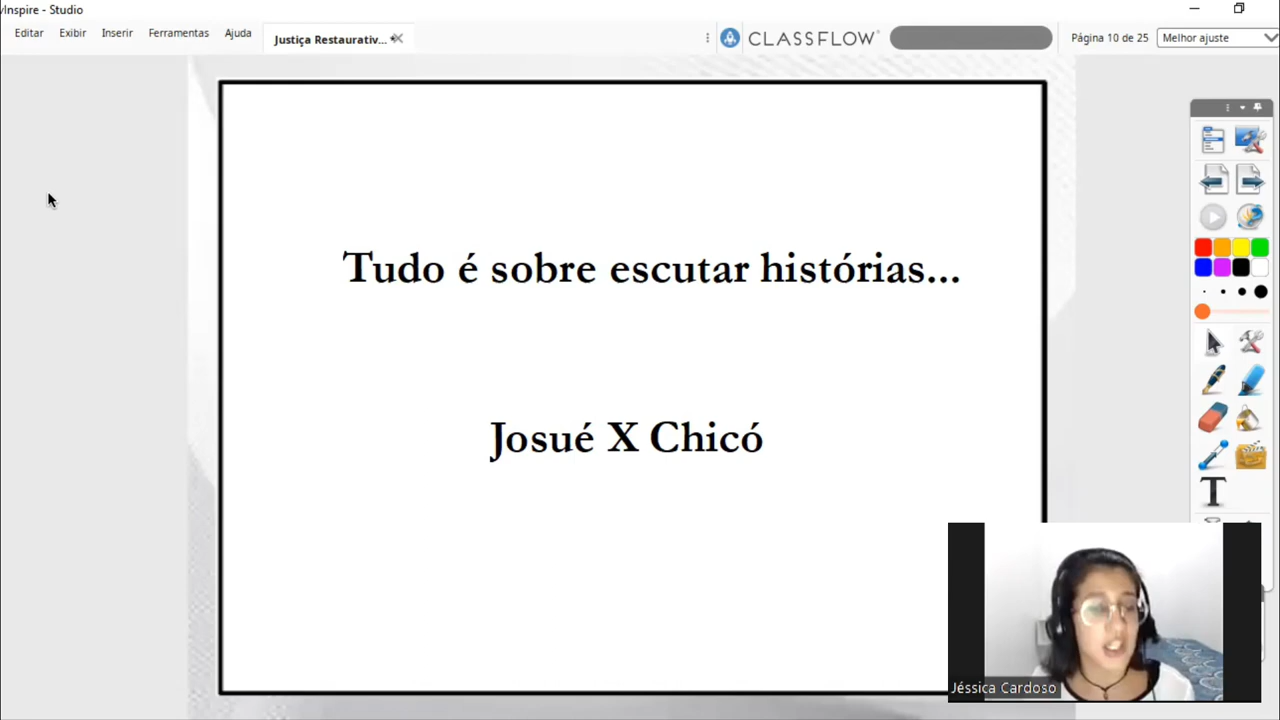 vInspire - Studio
Editar Exibir Inserir Ferramentas Ajuda
Justiça Restaurativ...
CLASSFLOW
Página 10 de 25
Melhor ajuste
Tudo é sobre escutar histórias...
Josué X Chicó
T
Jéssica Cardoso